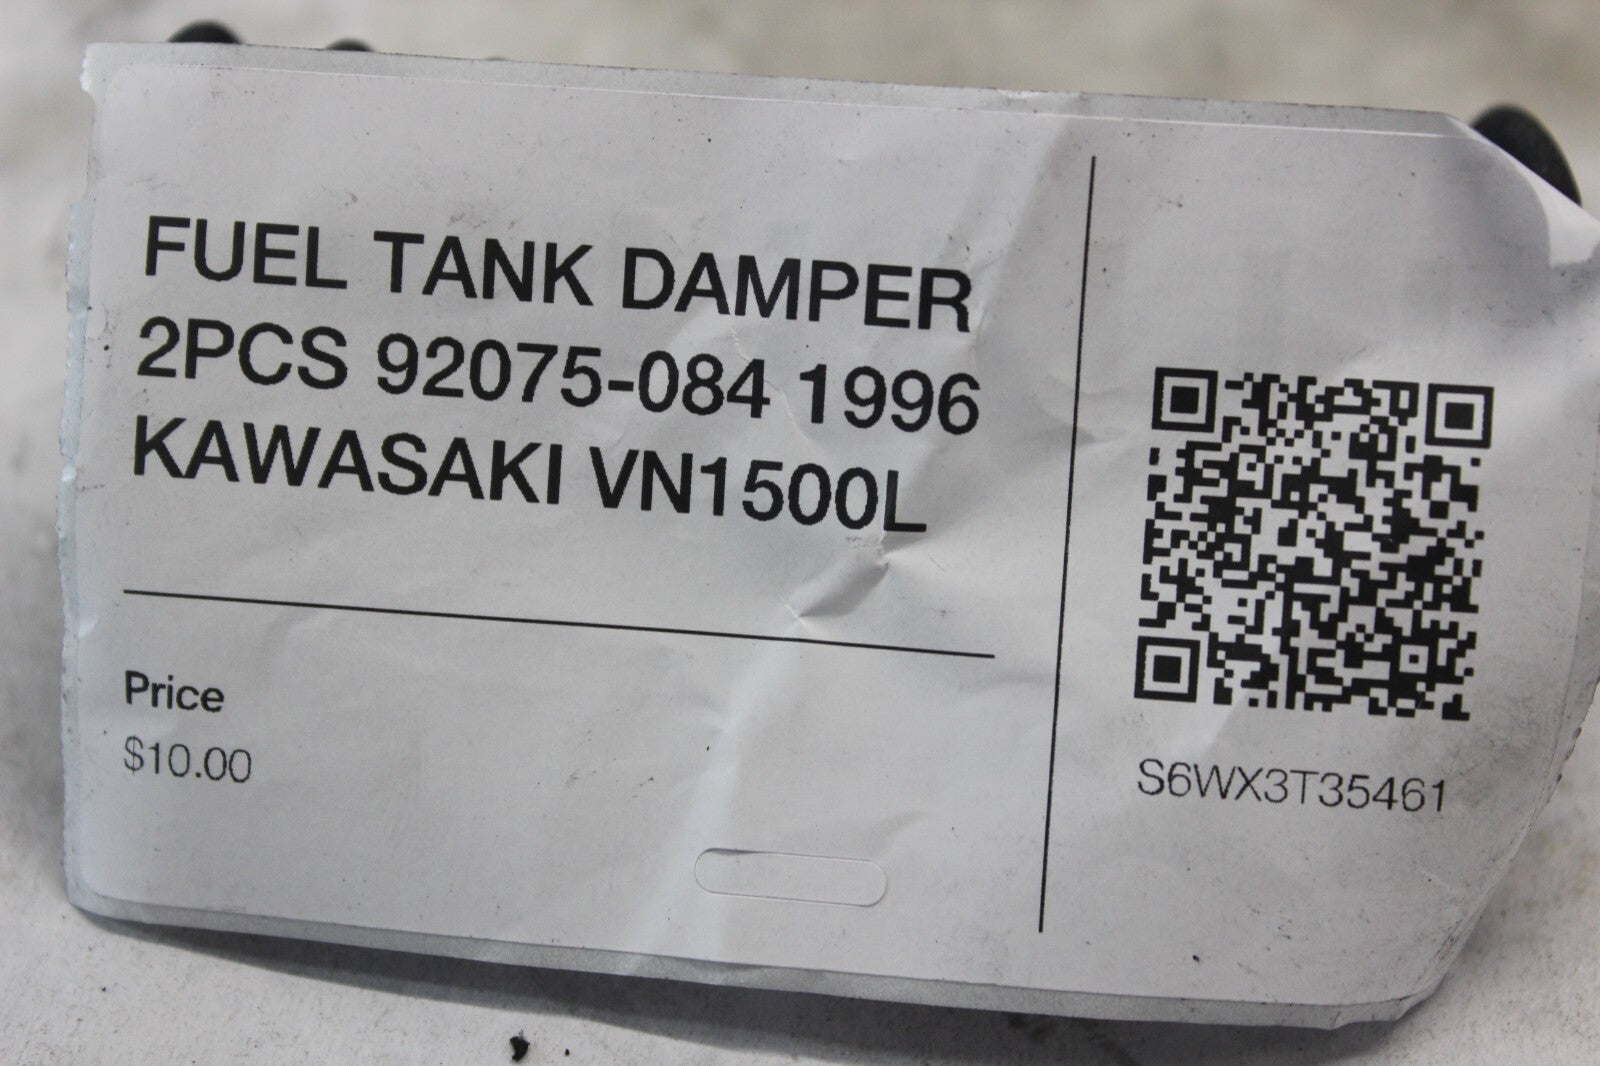 FUEL TANK DAMPER
2PCS 92075-084 1996
KAWASAKI VN1500L
Price
$10.00
S6WX3T35461